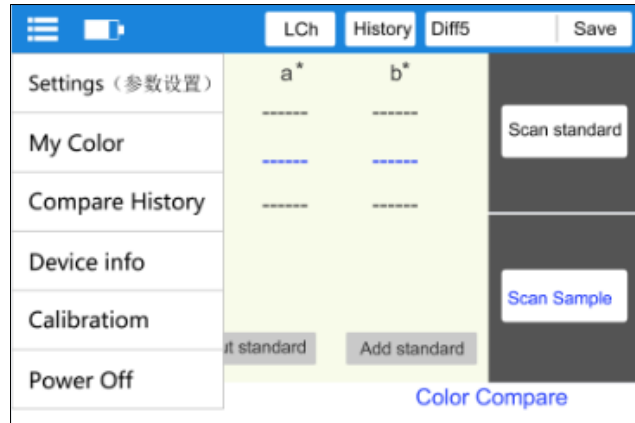 LCh History Diff5 Save
Settings（参数设置）
a* b*
------ ------
Scan standard
My Color
------ ------
Compare History
------ ------
Device info
Scan Sample
Calibratiom
standard Add standard
Power Off
Color Compare